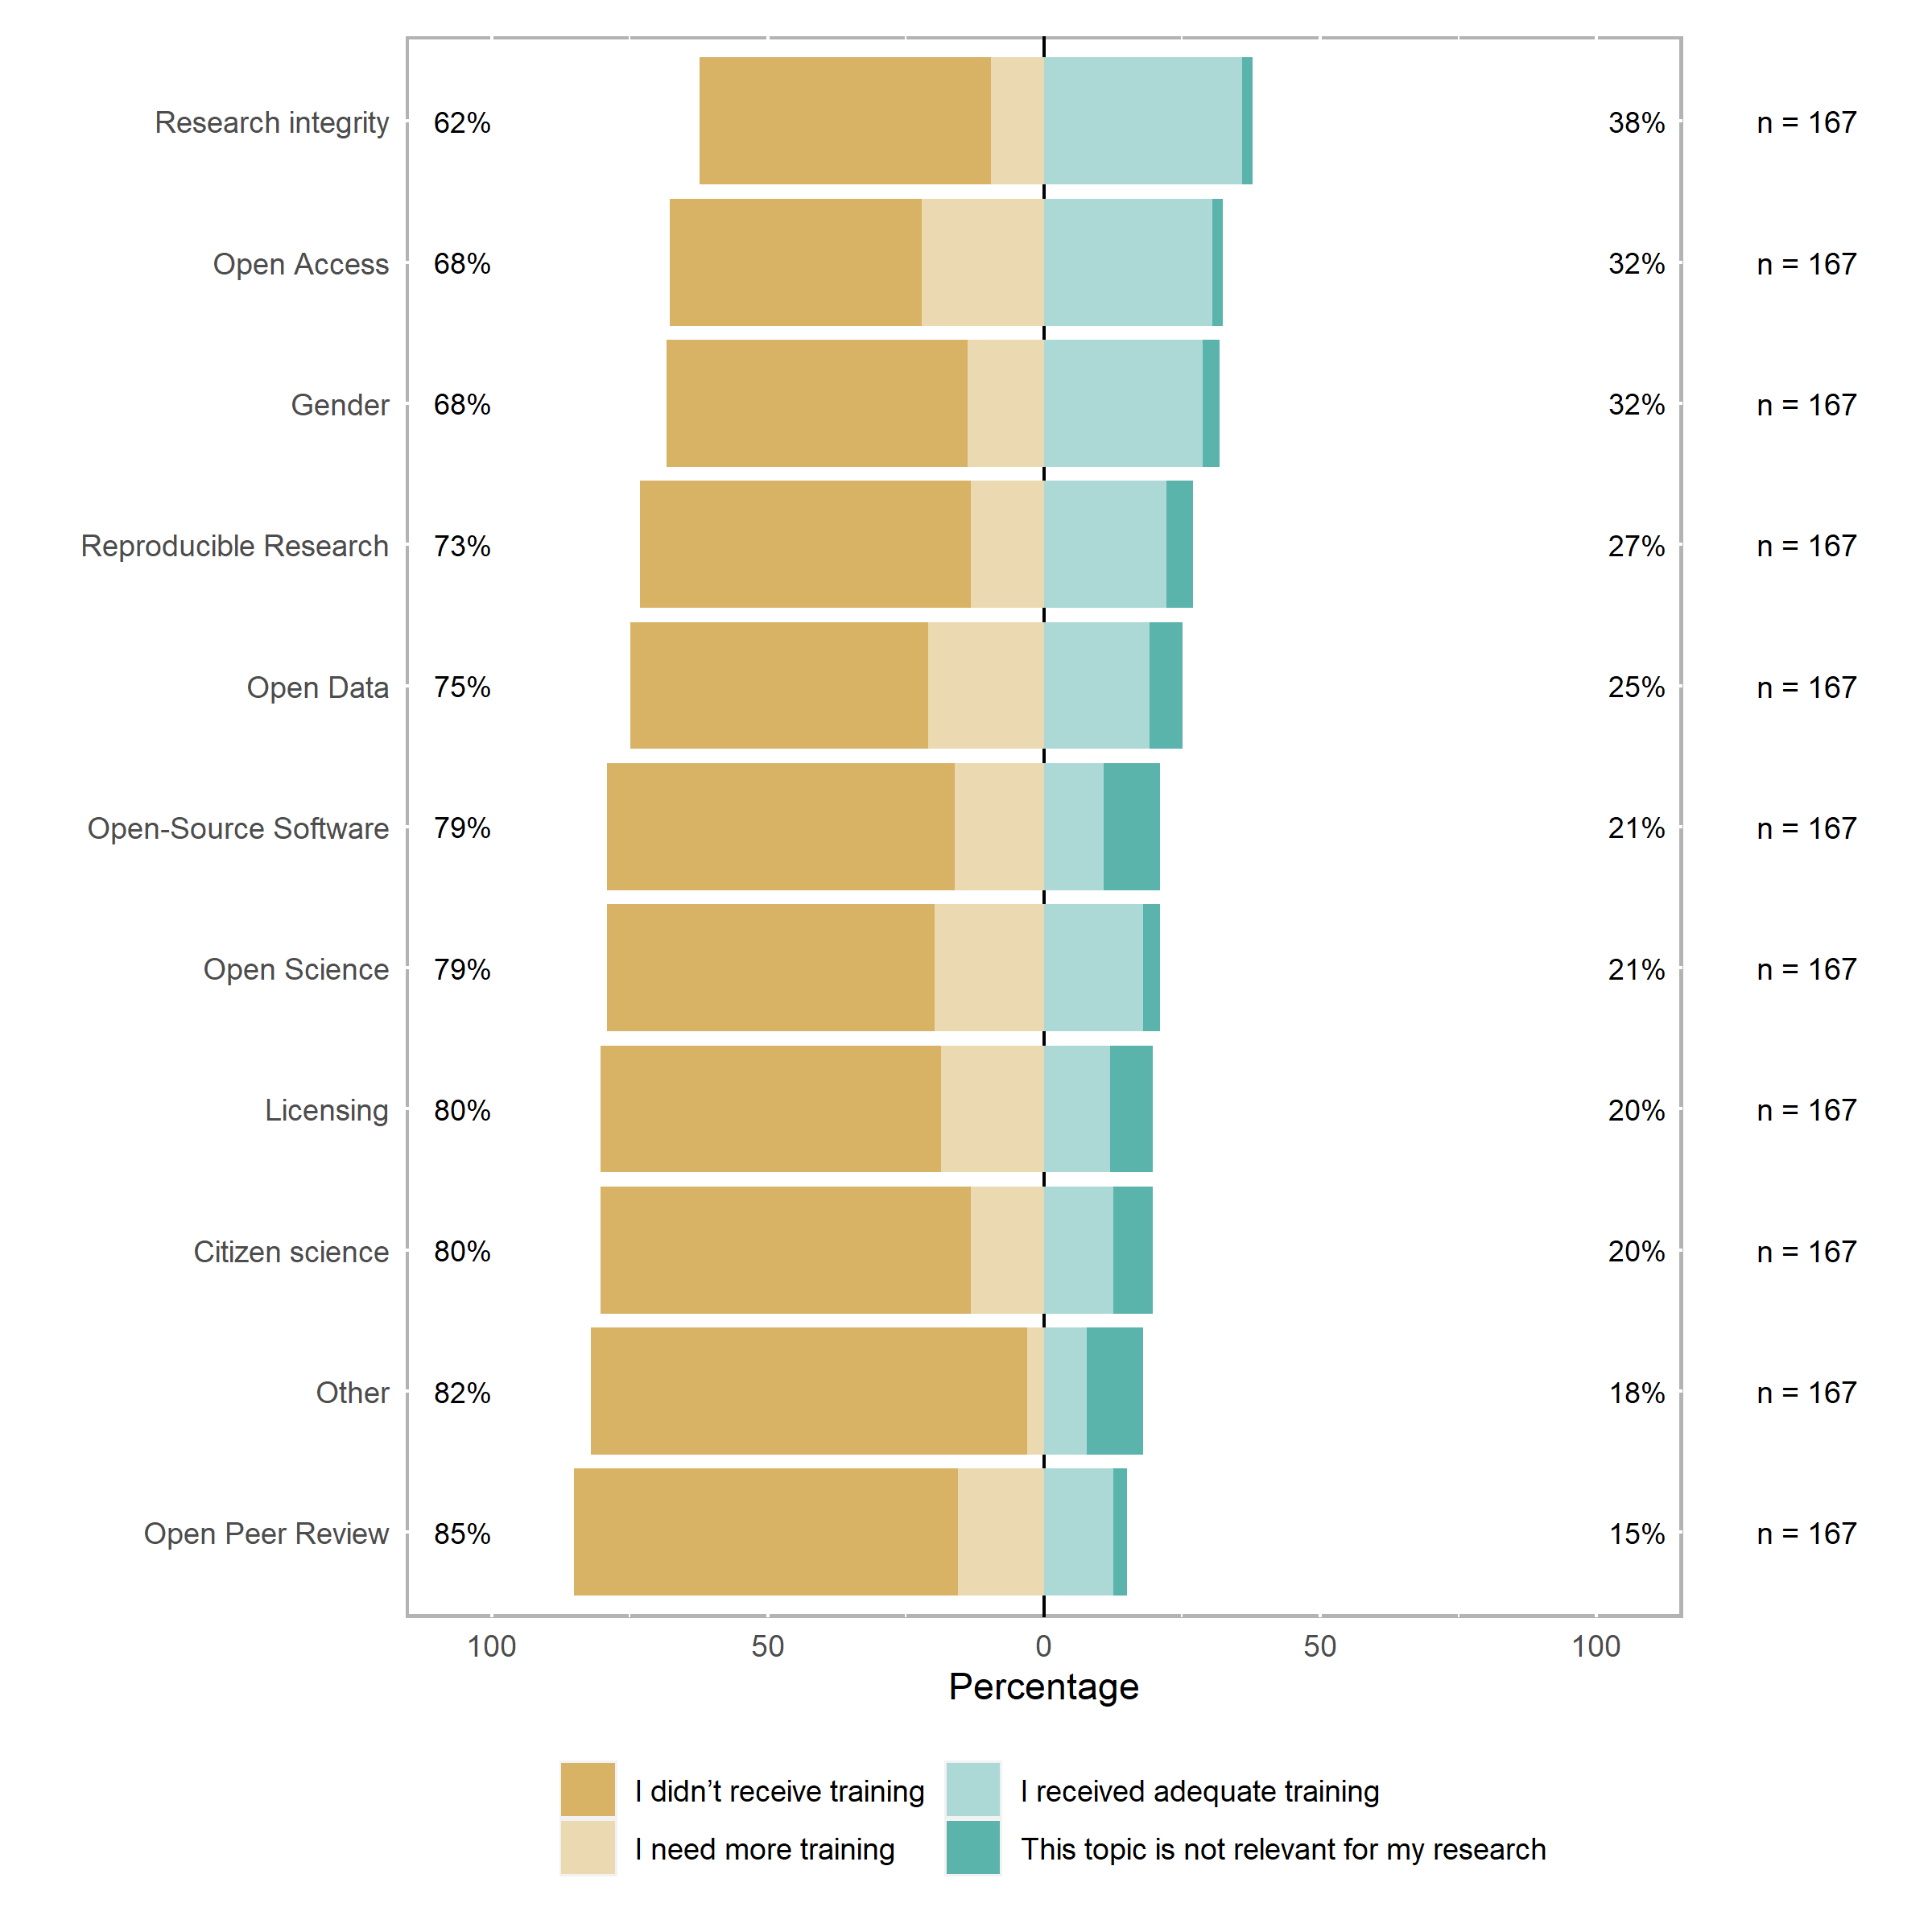 Research integrity 62% 38% n = 167
Open Access 68% 32% n = 167
Gender 68% 32% n = 167
Reproducible Research 73% 27% n = 167
Open Data 75% 25% n = 167
Open-Source Software 79% 21% n = 167
Open Science 79% 21% n = 167
Licensing 80% 20% n = 167
Citizen science 80% 20% n = 167
Other 82% 18% n = 167
Open Peer Review 85% 15% n = 167
100 50 0 50 100
Percentage
I didn’t receive training I received adequate training
I need more training This topic is not relevant for my research